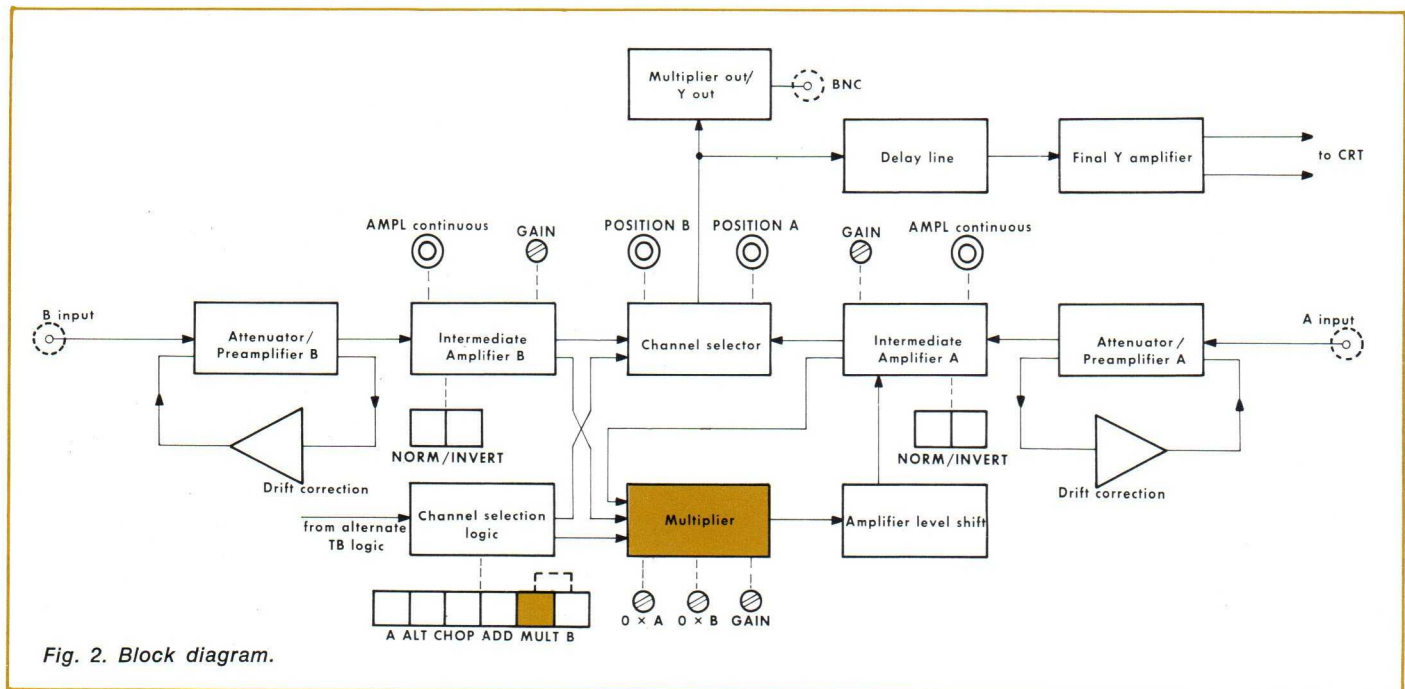 Multiplier out/
Y out
BNC
Delay line
Final Y amplifier
to CRT
AMPL continuous
GAIN
POSITION B
POSITION A
GAIN
AMPL continuous
B input
Attenuator/
Preamplifier B
Intermediate
Amplifier B
Channel selector
Intermediate
Amplifier A
Attenuator/
Preamplifier A
A input
NORM/INVERT
NORM/INVERT
Drift correction
Drift correction
from alternate
TB logic
Channel selection
logic
Multiplier
Amplifier level shift
A ALT CHOP ADD MULT B
0 × A
0 × B
GAIN
Fig. 2. Block diagram.